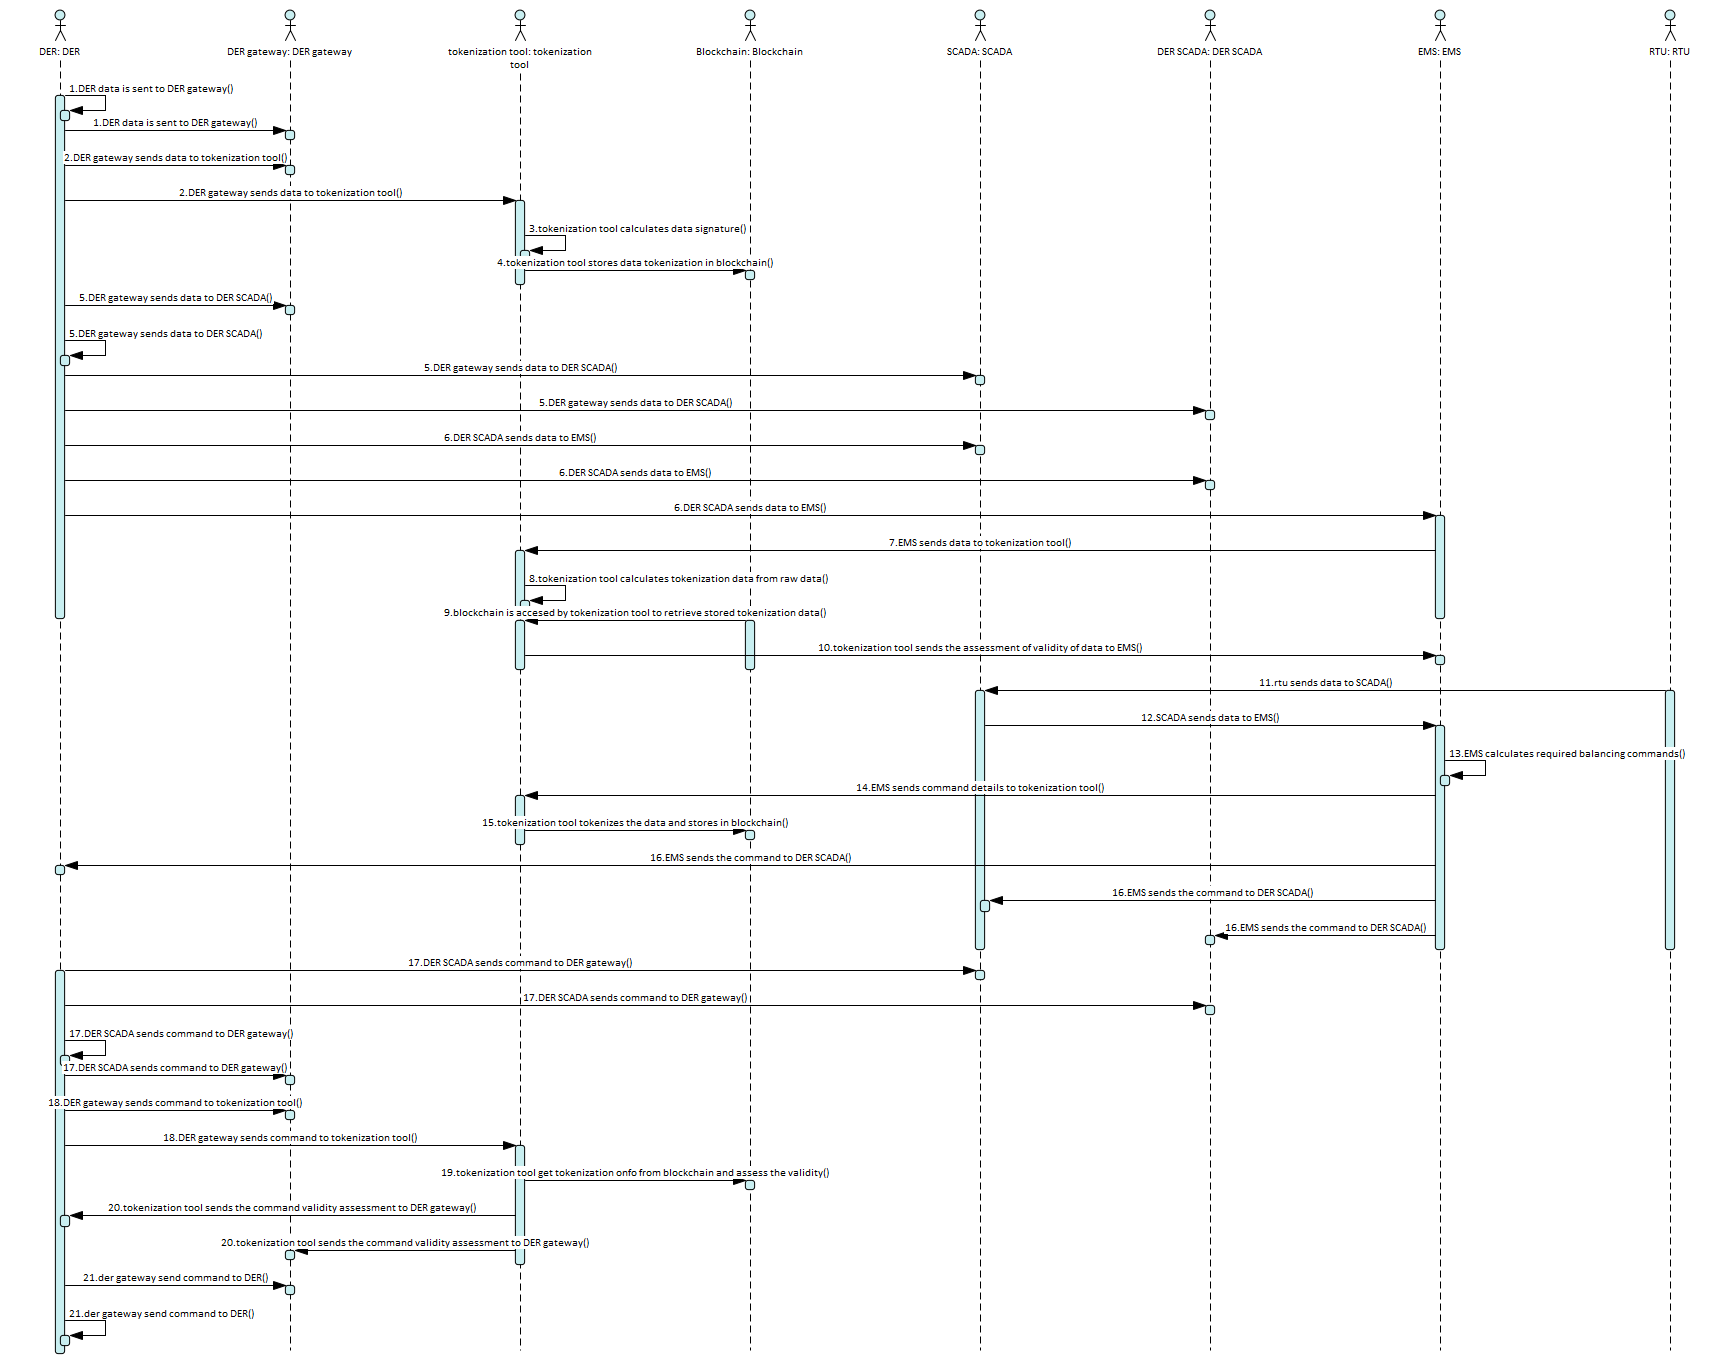 DER: DER
DER gateway: DER gateway
tokenization tool: tokenization
tool
Blockchain: Blockchain
SCADA: SCADA
DER SCADA: DER SCADA
EMS: EMS
RTU: RTU
1.DER data is sent to DER gateway()
1.DER data is sent to DER gateway()
2.DER gateway sends data to tokenization tool()
2.DER gateway sends data to tokenization tool()
3.tokenization tool calculates data signature()
4.tokenization tool stores data tokenization in blockchain()
5.DER gateway sends data to DER SCADA()
5.DER gateway sends data to DER SCADA()
5.DER gateway sends data to DER SCADA()
5.DER gateway sends data to DER SCADA()
6.DER SCADA sends data to EMS()
6.DER SCADA sends data to EMS()
6.DER SCADA sends data to EMS()
7.EMS sends data to tokenization tool()
8.tokenization tool calculates tokenization data from raw data()
9.blockchain is accesed by tokenization tool to retrieve stored tokenization data()
10.tokenization tool sends the assessment of validity of data to EMS()
11.rtu sends data to SCADA()
12.SCADA sends data to EMS()
13.EMS calculates required balancing commands()
14.EMS sends command details to tokenization tool()
15.tokenization tool tokenizes the data and stores in blockchain()
16.EMS sends the command to DER SCADA()
16.EMS sends the command to DER SCADA()
16.EMS sends the command to DER SCADA()
17.DER SCADA sends command to DER gateway()
17.DER SCADA sends command to DER gateway()
17.DER SCADA sends command to DER gateway()
17.DER SCADA sends command to DER gateway()
18.DER gateway sends command to tokenization tool()
18.DER gateway sends command to tokenization tool()
19.tokenization tool get tokenization onfo from blockchain and assess the validity()
20.tokenization tool sends the command validity assessment to DER gateway()
20.tokenization tool sends the command validity assessment to DER gateway()
21.der gateway send command to DER()
21.der gateway send command to DER()